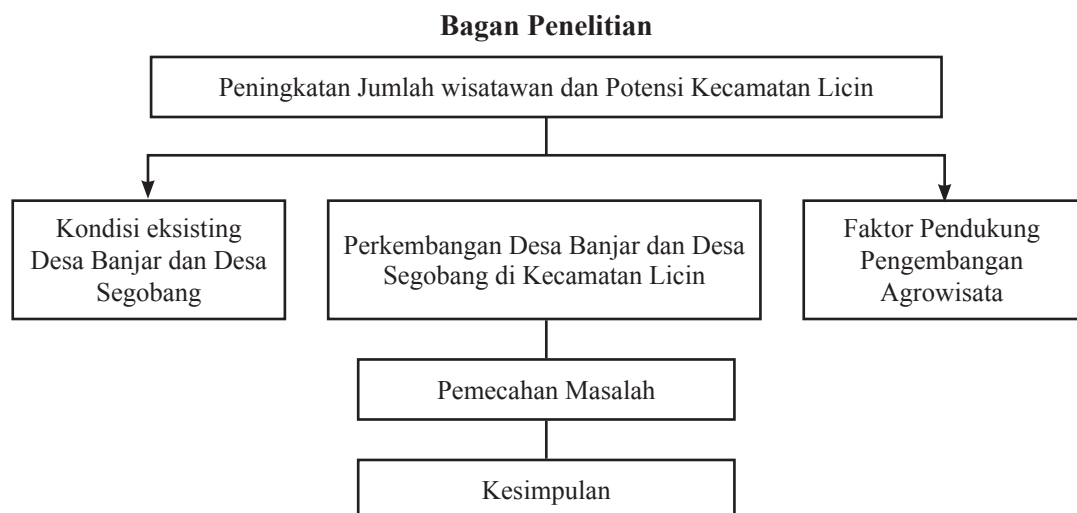 Bagan Penelitian
Peningkatan Jumlah wisatawan dan Potensi Kecamatan Licin
Kondisi eksisting
Desa Banjar dan Desa
Segobang
Perkembangan Desa Banjar dan Desa
Segobang di Kecamatan Licin
Faktor Pendukung
Pengembangan
Agrowisata
Pemecahan Masalah
Kesimpulan